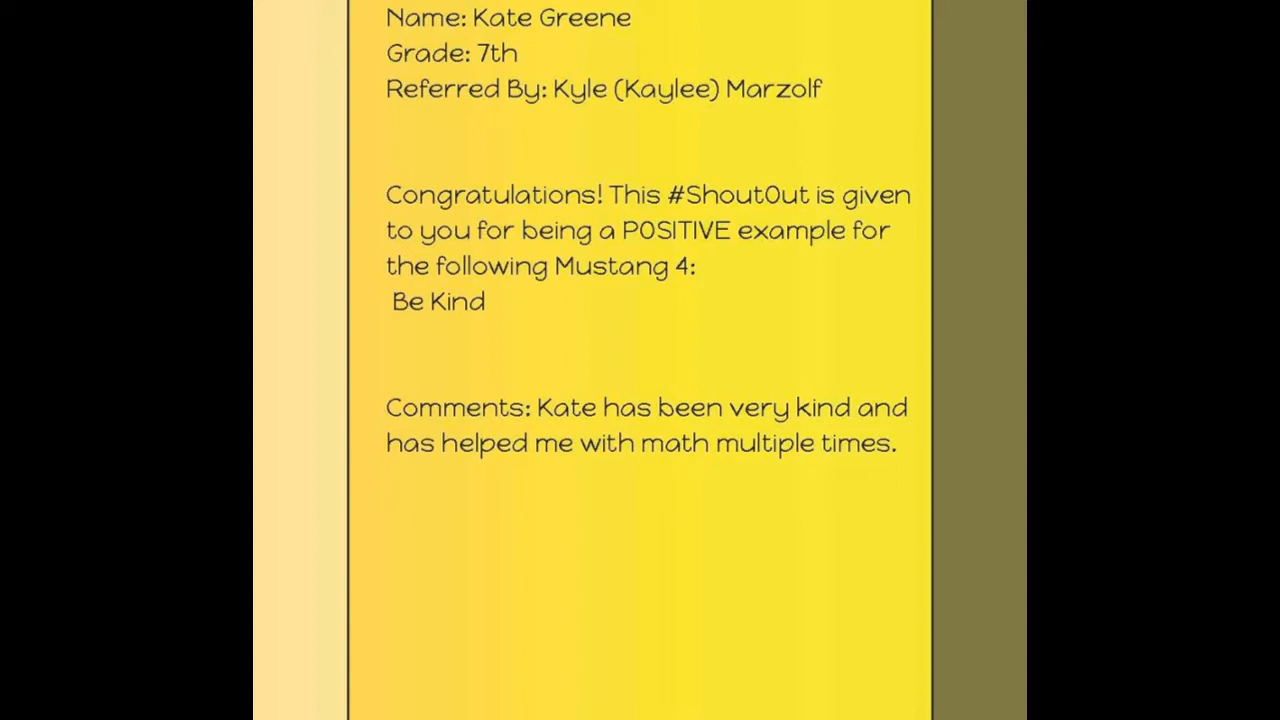 Name: Kate Greene
Grade: 7th
Referred By: Kyle (Kaylee) Marzolf
Congratulations! This #ShoutOut is given
to you for being a POSITIVE example for
the following Mustang 4:
Be Kind
Comments: Kate has been very kind and
has helped me with math multiple times.